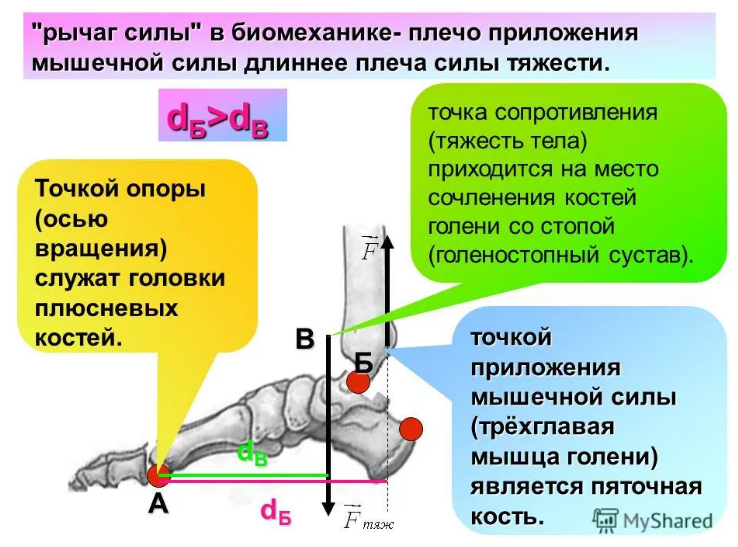 "рычаг силы" в биомеханике- плечо приложения
мышечной силы длиннее плеча силы тяжести.
dБ>dВ
точка сопротивления
(тяжесть тела)
приходится на место
сочленения костей
голени со стопой
(голеностопный сустав).
Точкой опоры
(осью
вращения)
служат головки
плюсневых
костей.
F
В
Б
точкой
приложения
мышечной силы
(трёхглавая
мышца голени)
является пяточная
кость.
dВ
А
dБ
F тяж
MyShared